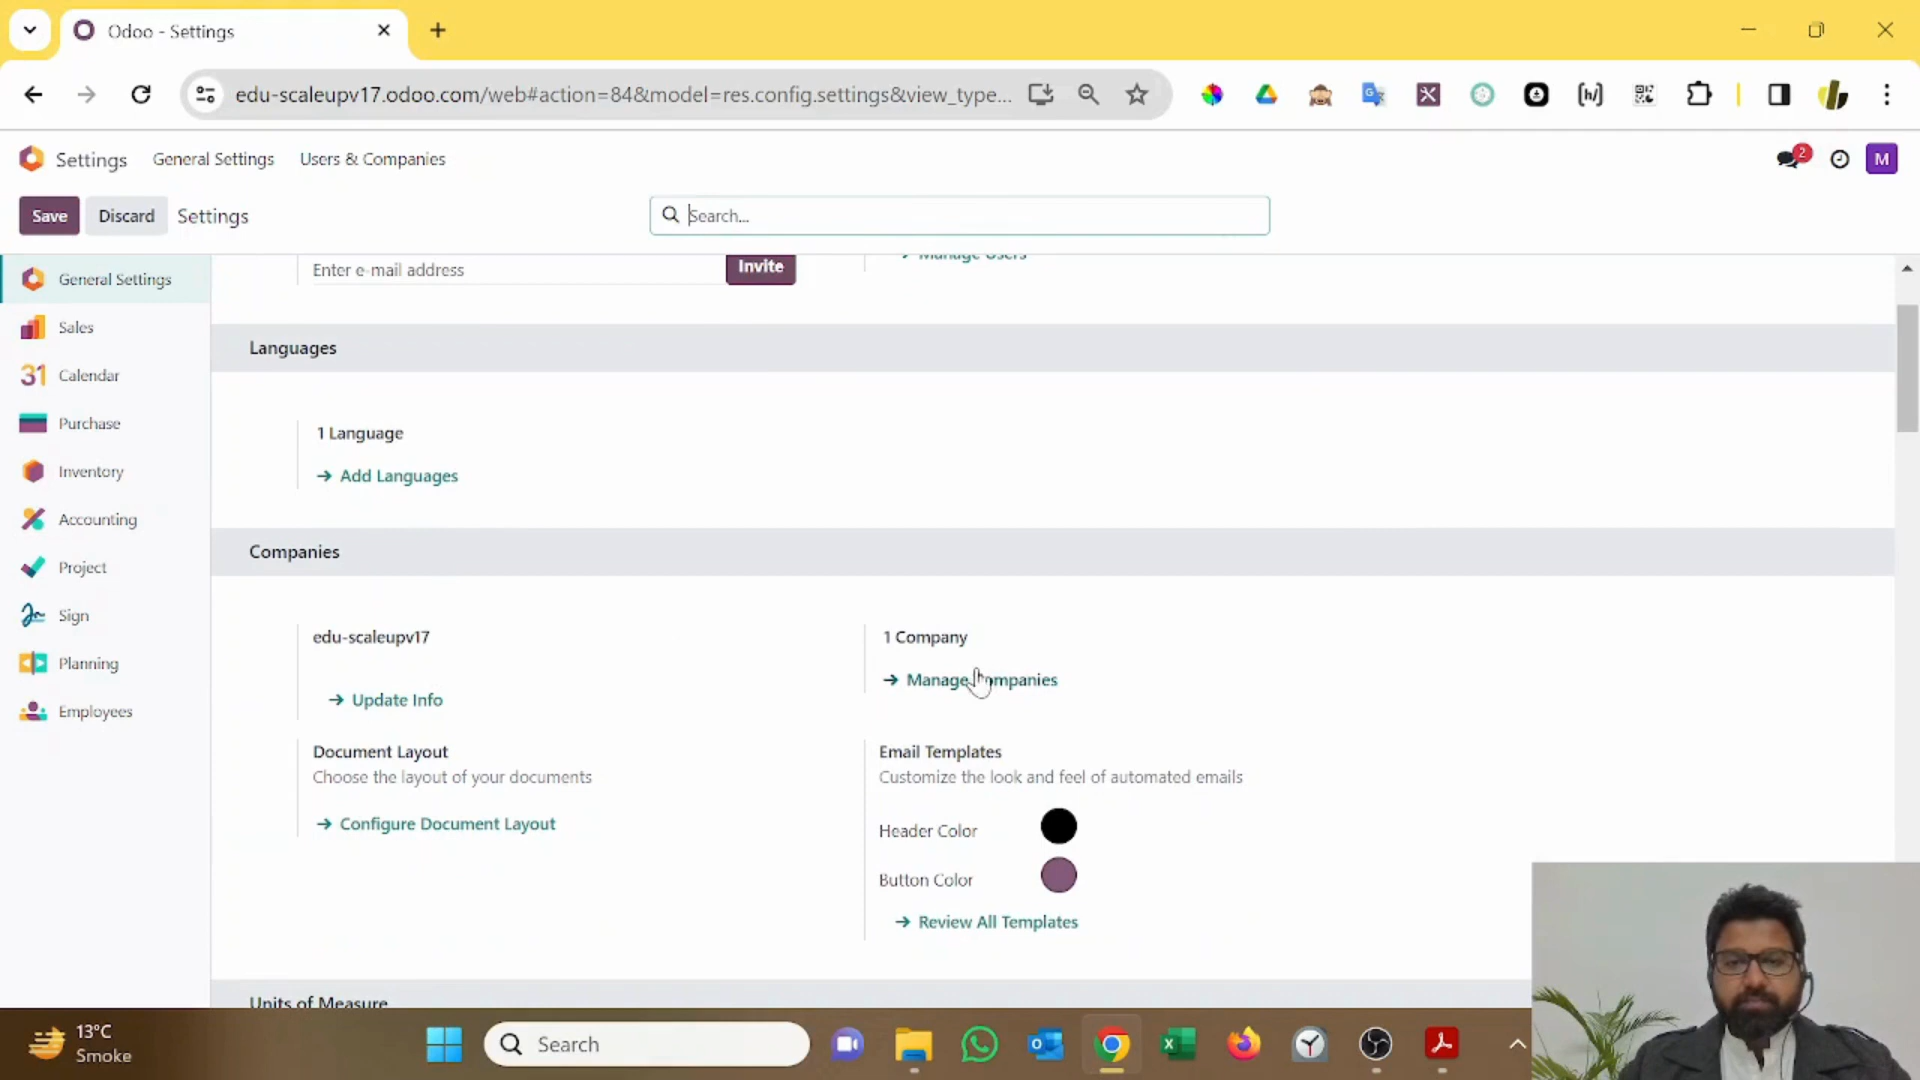 Odoo - Settings
edu-scaleupv17.odoo.com/web#action=84&model=res.config.settings&view_type...
Settings
General Settings
Users & Companies
2
M
Save
Discard
Settings
Search...
General Settings
Sales
31 Calendar
Purchase
Inventory
Accounting
Project
Sign
Planning
Employees
Enter e-mail address
Invite
Manage Users
Languages
1 Language
Add Languages
Companies
edu-scaleupv17
1 Company
Update Info
Manage Companies
Document Layout
Choose the layout of your documents
Configure Document Layout
Email Templates
Customize the look and feel of automated emails
Header Color
Button Color
Review All Templates
Units of Measure
13°C
Smoke
Search